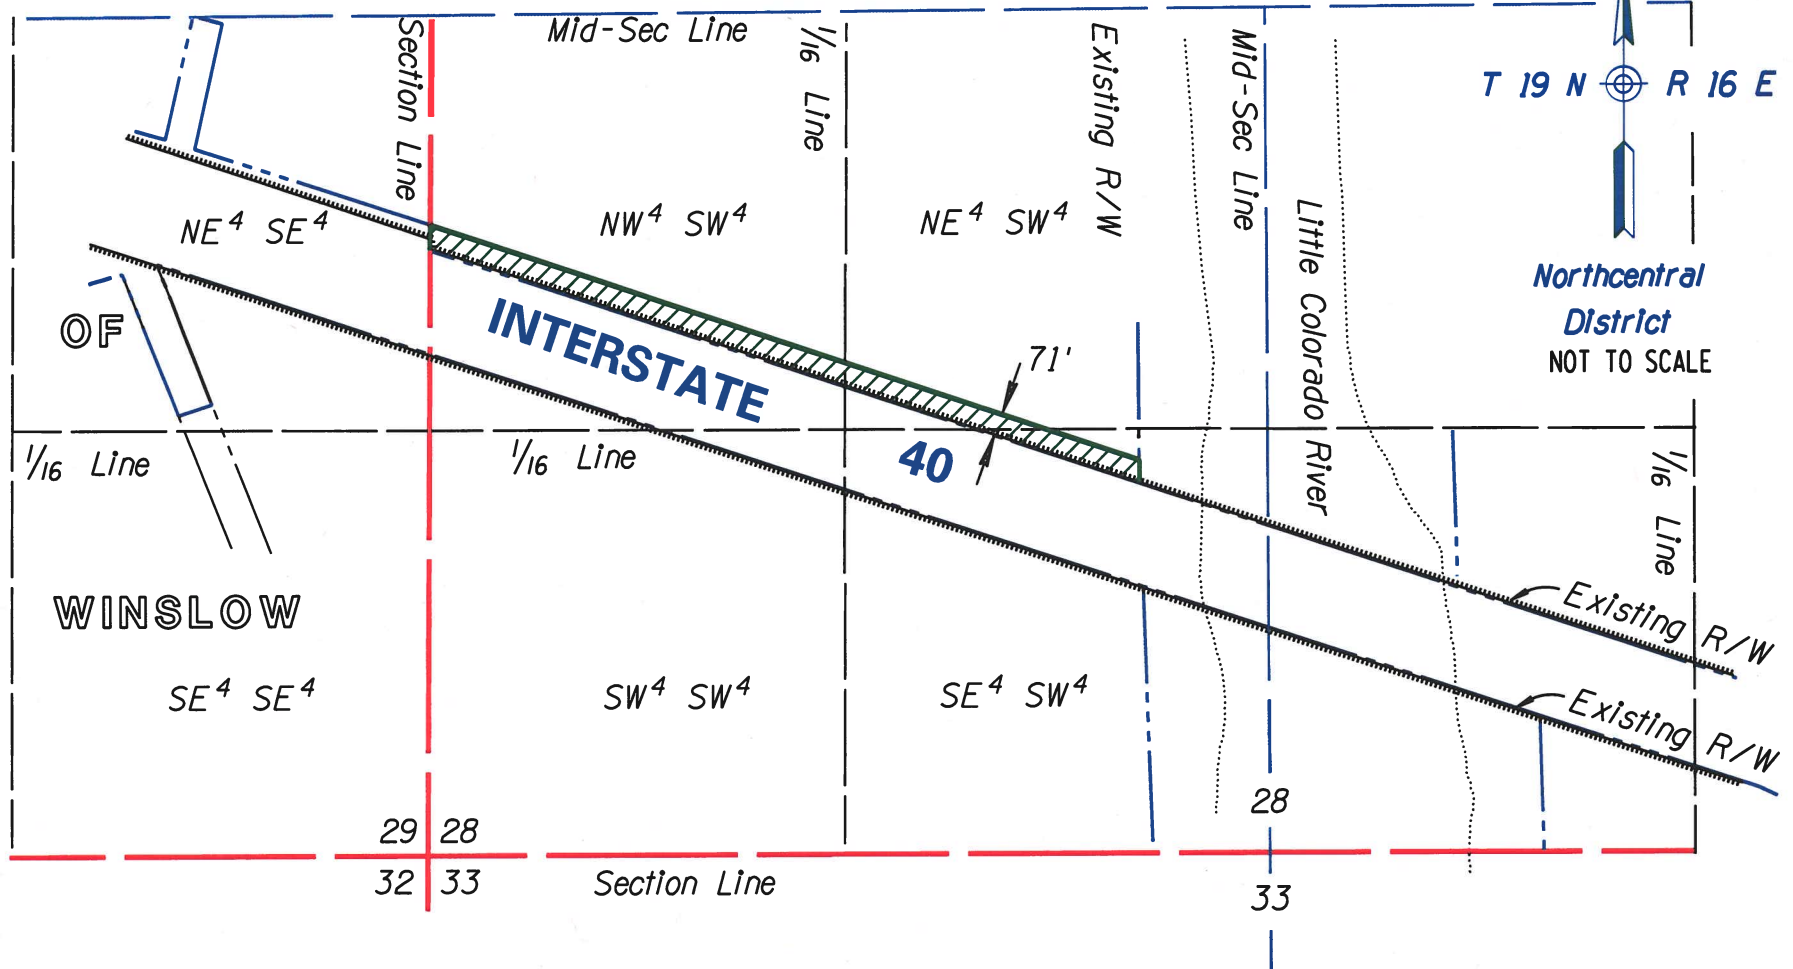 Mid-Sec Line
Section Line
1/16 Line
Existing R/W
Mid-Sec Line
T 19 N R 16 E
NE4 SE4
NW4 SW4
NE4 SW4
Little Colorado River
Northcentral
District
NOT TO SCALE
OF
INTERSTATE
40
71'
1/16 Line
1/16 Line
1/16 Line
WINSLOW
Existing R/W
Existing R/W
SE4 SE4
SW4 SW4
SE4 SW4
29 28
28
32 33
Section Line
33